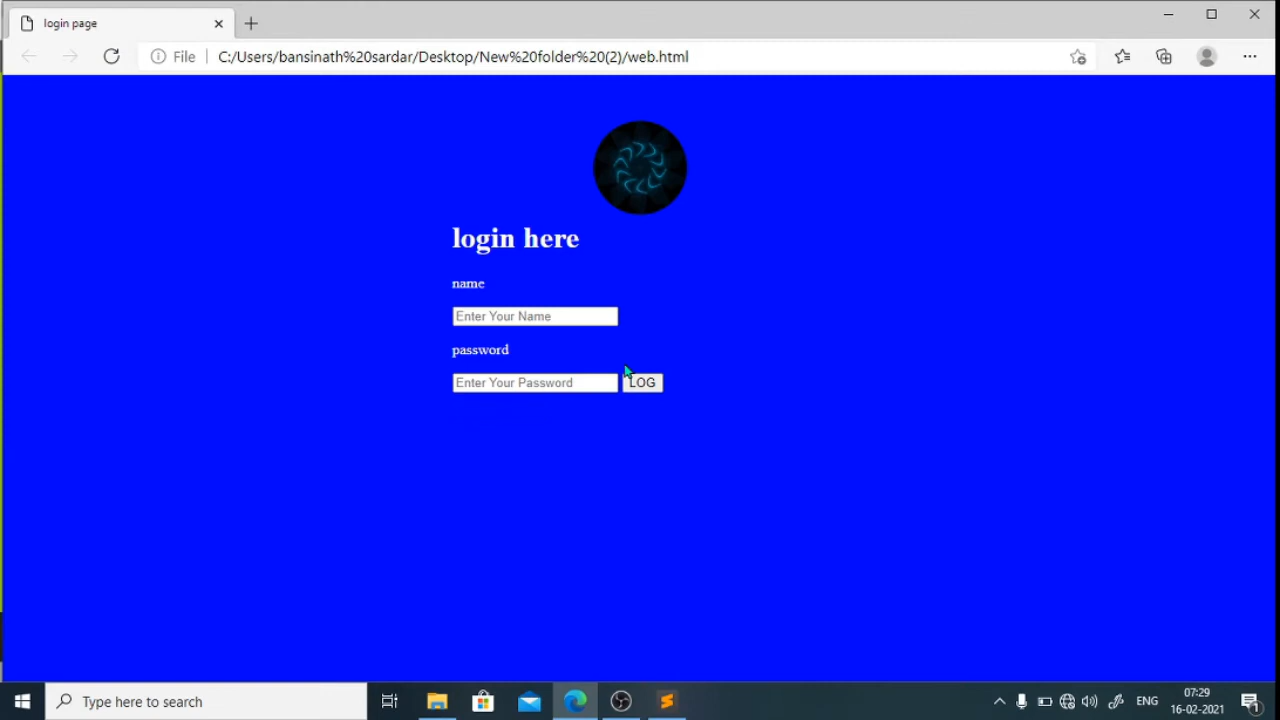 login page
File
C:/Users/bansinath%20sardar/Desktop/New%20folder%20(2)/web.html
login here
name
Enter Your Name
password
Enter Your Password LOG
Type here to search
ENG
07:29
16-02-2021
1